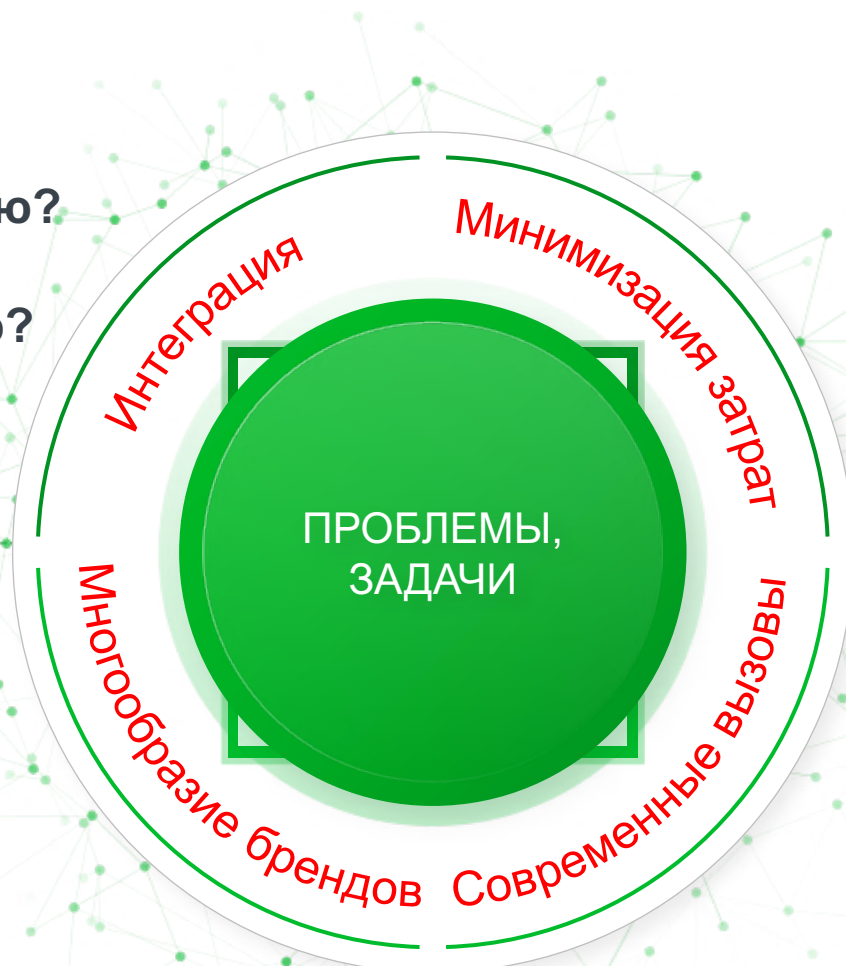 Интеграция
Минимизация затрат
ПРОБЛЕМЫ,
ЗАДАЧИ
Многообразие брендов
Современные вызовы